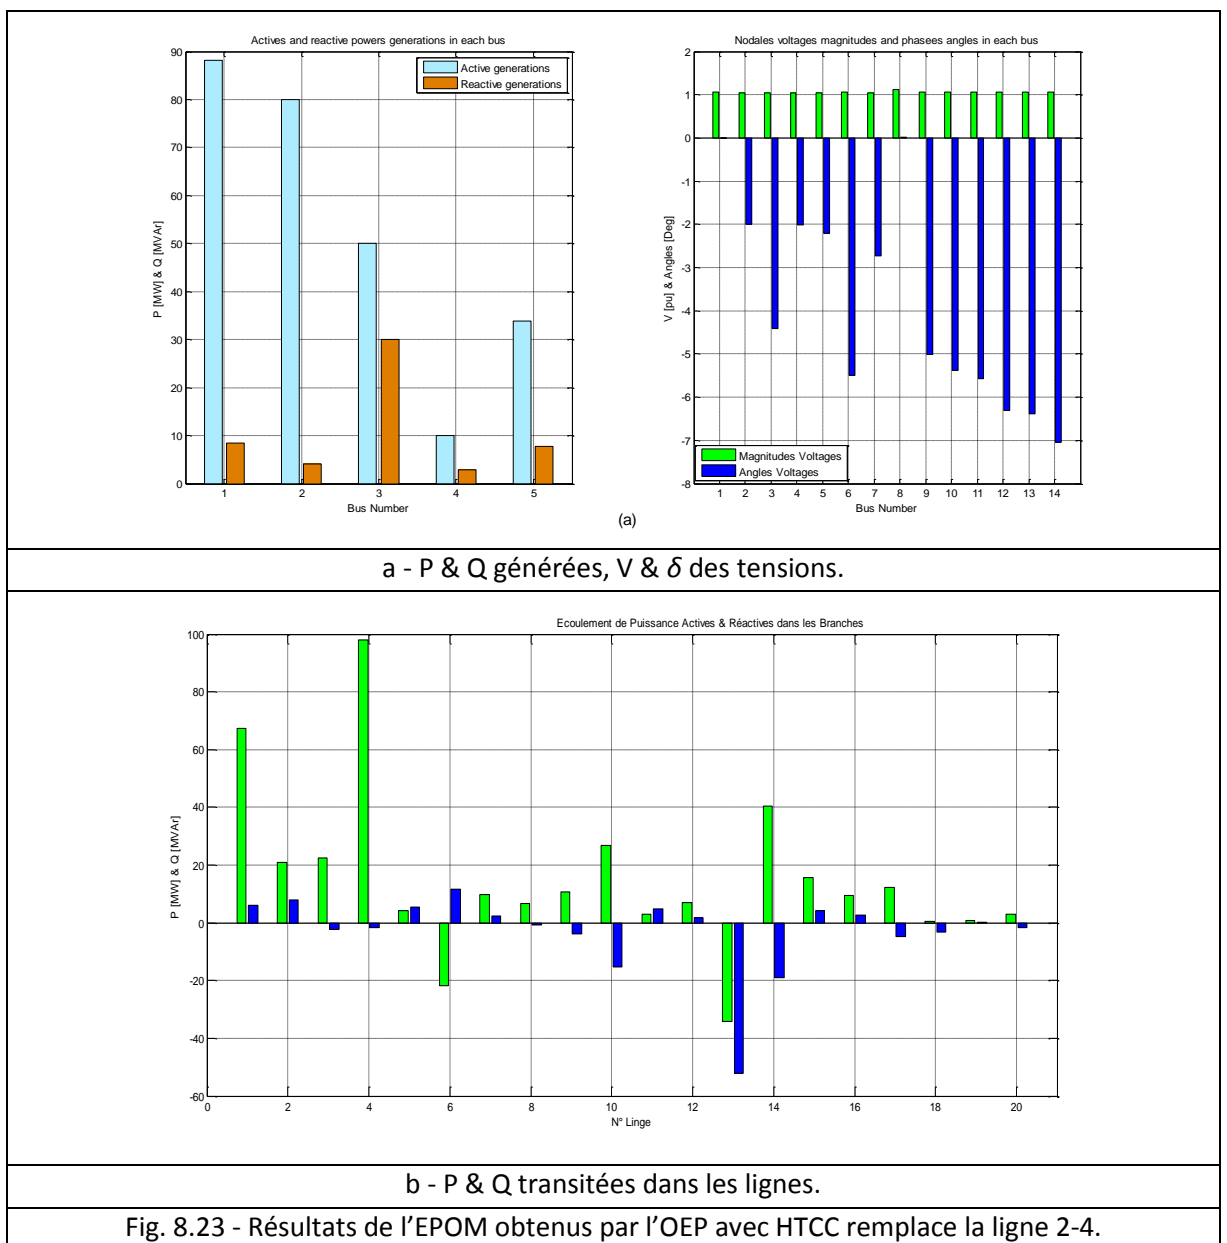 Actives and reactive powers generations in each bus
90
80
70
60
50
40
30
20
10
0
P [MW] & Q [MVAr]
Active generations
Reactive generations
1 2 3 4 5
Bus Number
Nodales voltages magnitudes and phasees angles in each bus
2
1
0
-1
-2
-3
-4
-5
-6
-7
-8
V [pu] & Angles [Deg]
Magnitudes Voltages
Angles Voltages
1 2 3 4 5 6 7 8 9 10 11 12 13 14
Bus Number
(a)
a - P & Q générées, V & δ des tensions.
Ecoulement de Puissance Actives & Réactives dans les Branches
100
80
60
40
20
0
-20
-40
-60
P [MW] & Q [MVAr]
0 2 4 6 8 10 12 14 16 18 20
N° Linge
b - P & Q transitées dans les lignes.
Fig. 8.23 - Résultats de l’EPOM obtenus par l’OEP avec HTCC remplace la ligne 2-4.